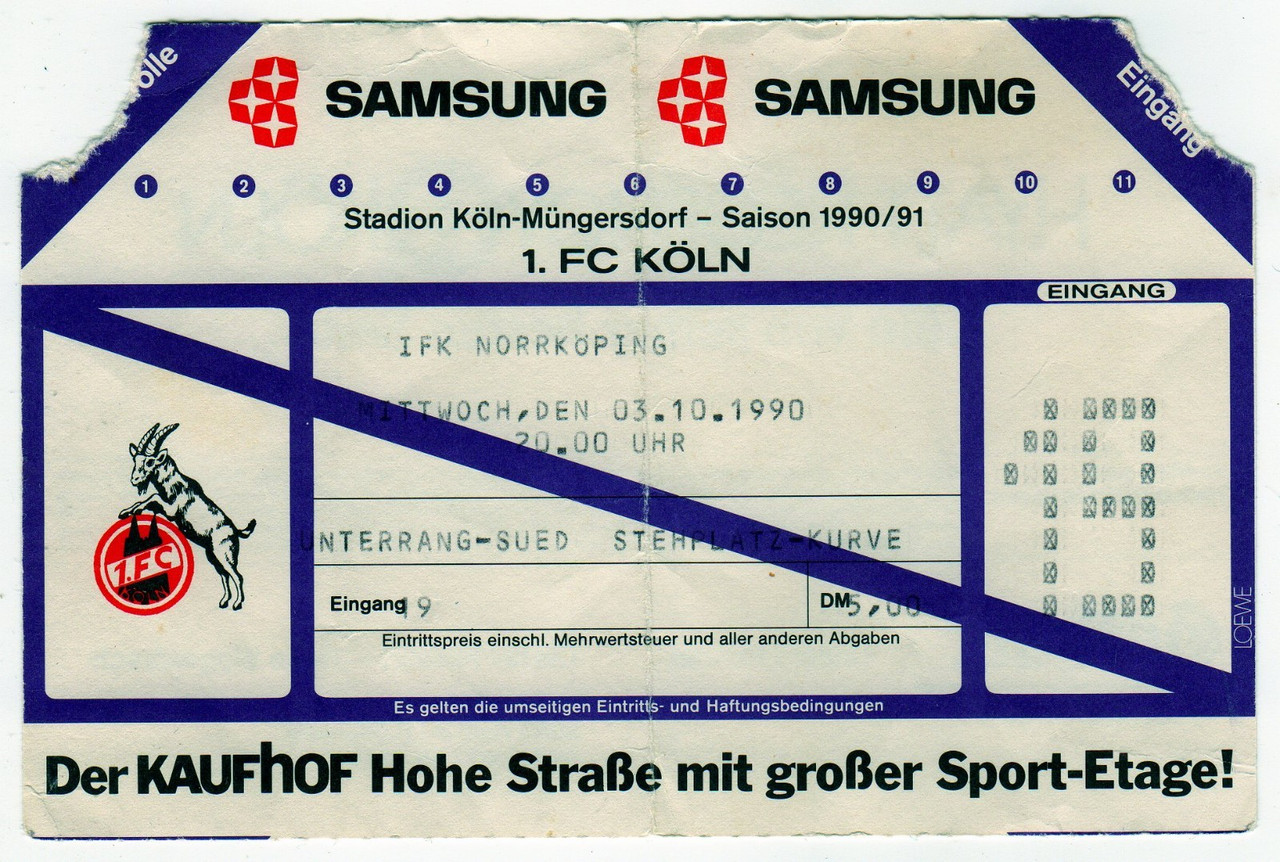 olle
Eingang
SAMSUNG SAMSUNG
1 2 3 4 5 6 7 8 9 10 11
Stadion Köln-Müngersdorf – Saison 1990/91
1. FC KÖLN
EINGANG
IFK NORRKÖPING
MITTWOCH,DEN 03.10.1990
20.00 UHR
UNTERRANG-SUED STEHPLATZ-KURVE
1.FC
KÖLN
Eingang 19
DM 5,00
19
Eintrittspreis einschl. Mehrwertsteuer und aller anderen Abgaben
LOEWE
Es gelten die umseitigen Eintritts- und Haftungsbedingungen
Der KAUFhOF Hohe Straße mit großer Sport-Etage!